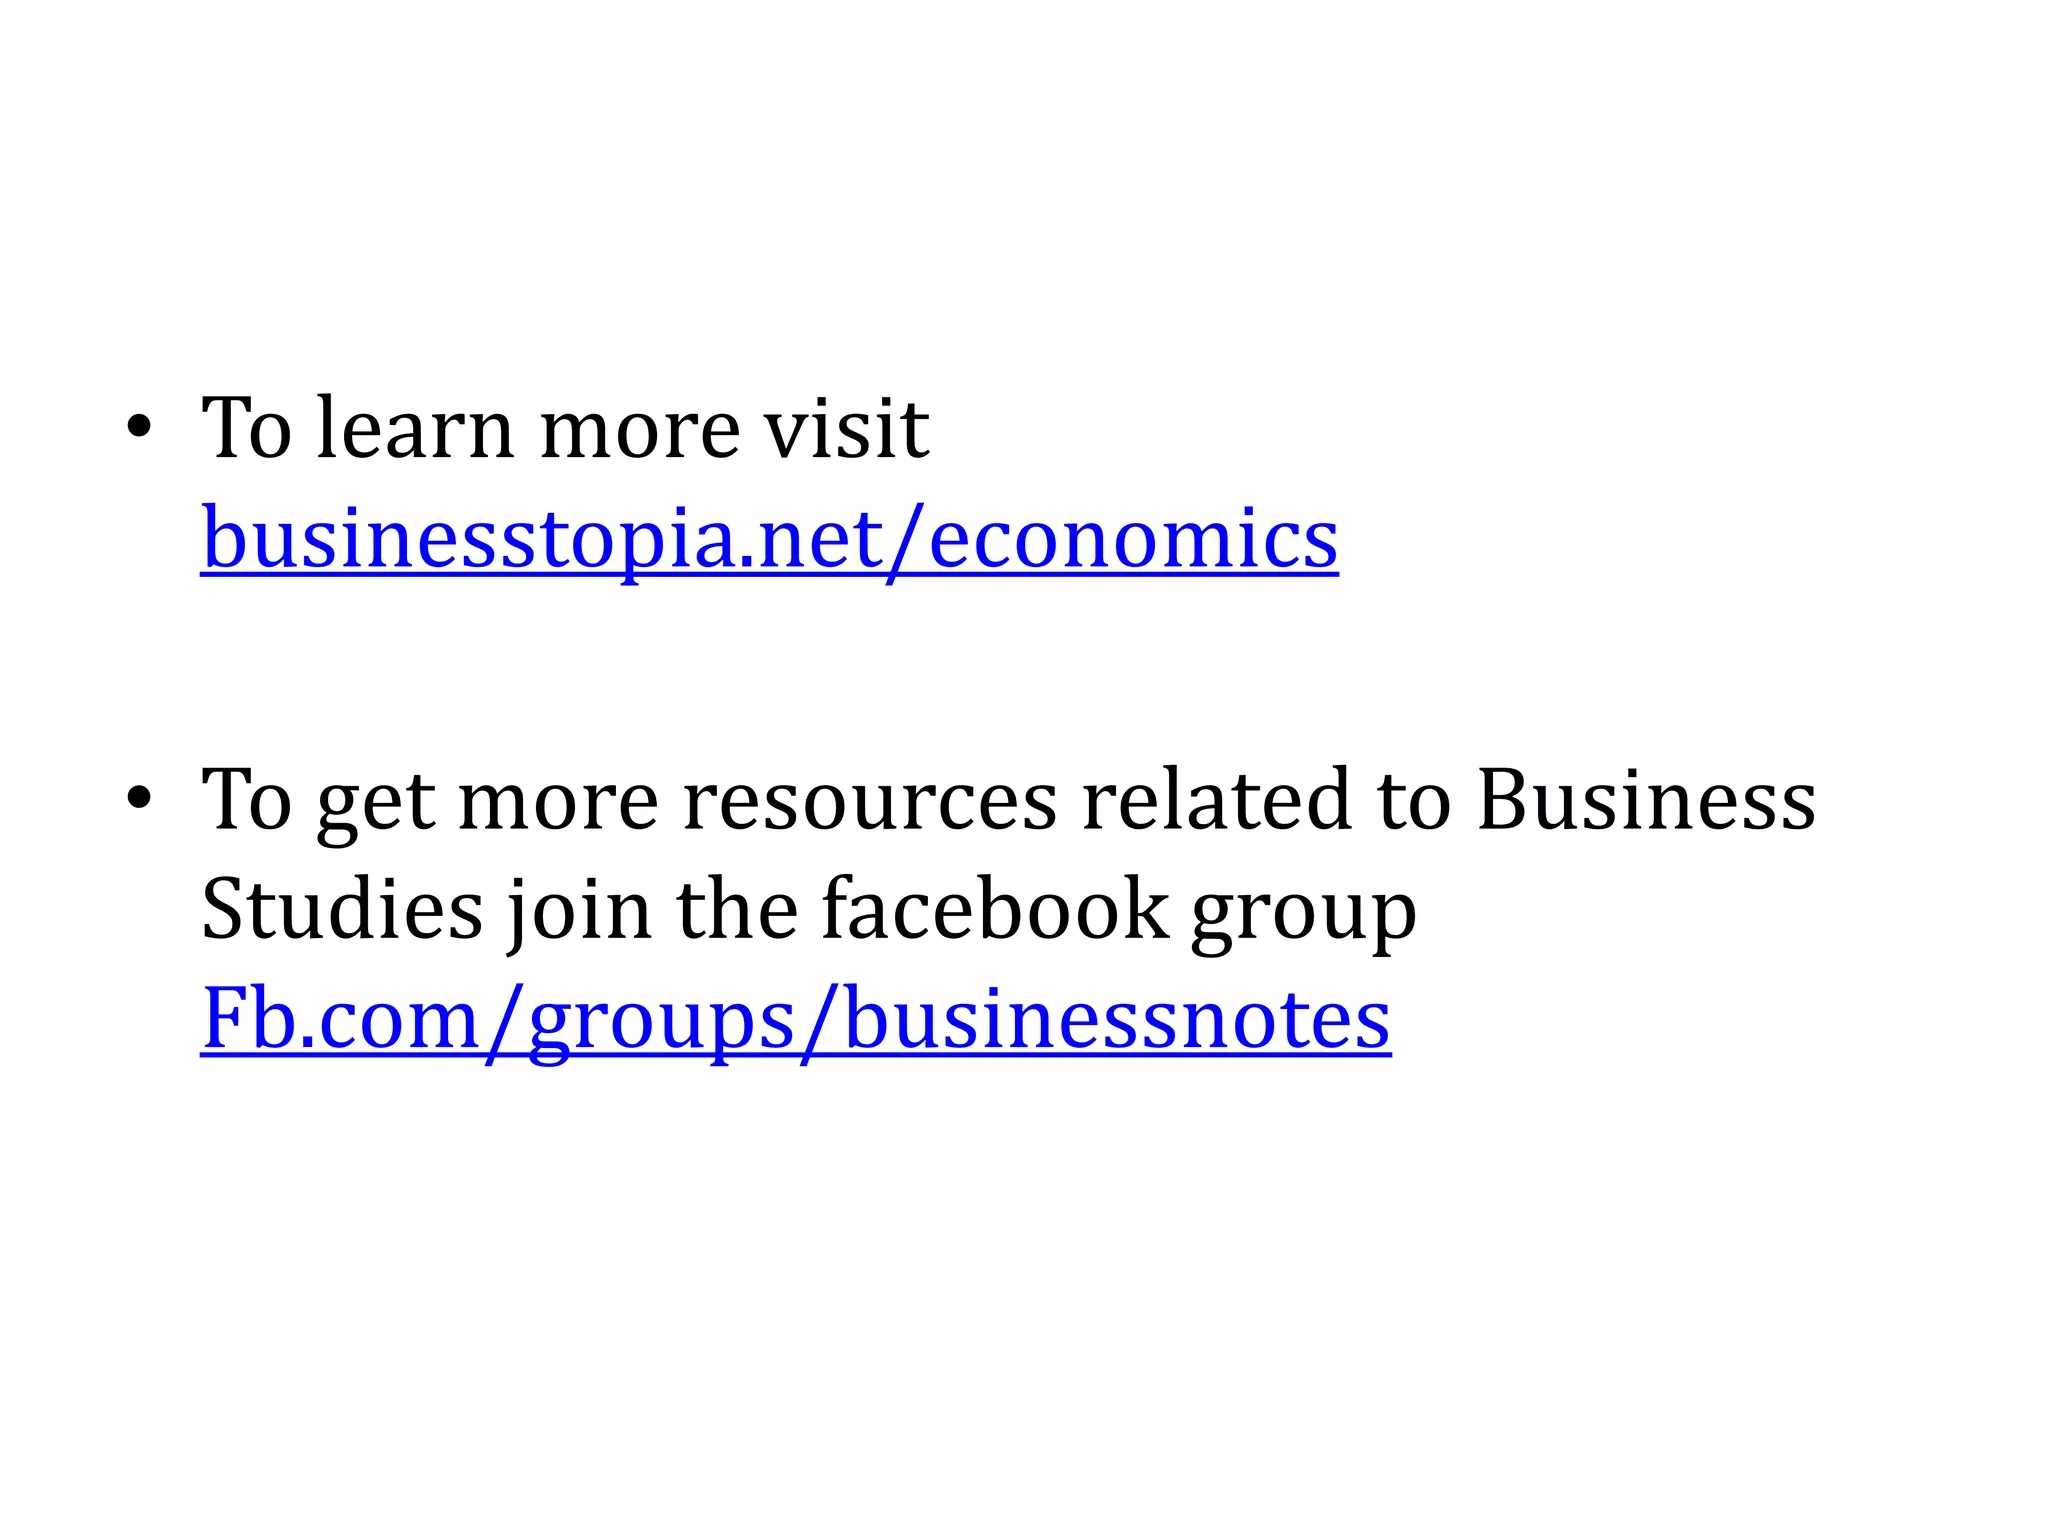 • To learn more visit
businesstopia.net/economics
• To get more resources related to Business
Studies join the facebook group
Fb.com/groups/businessnotes